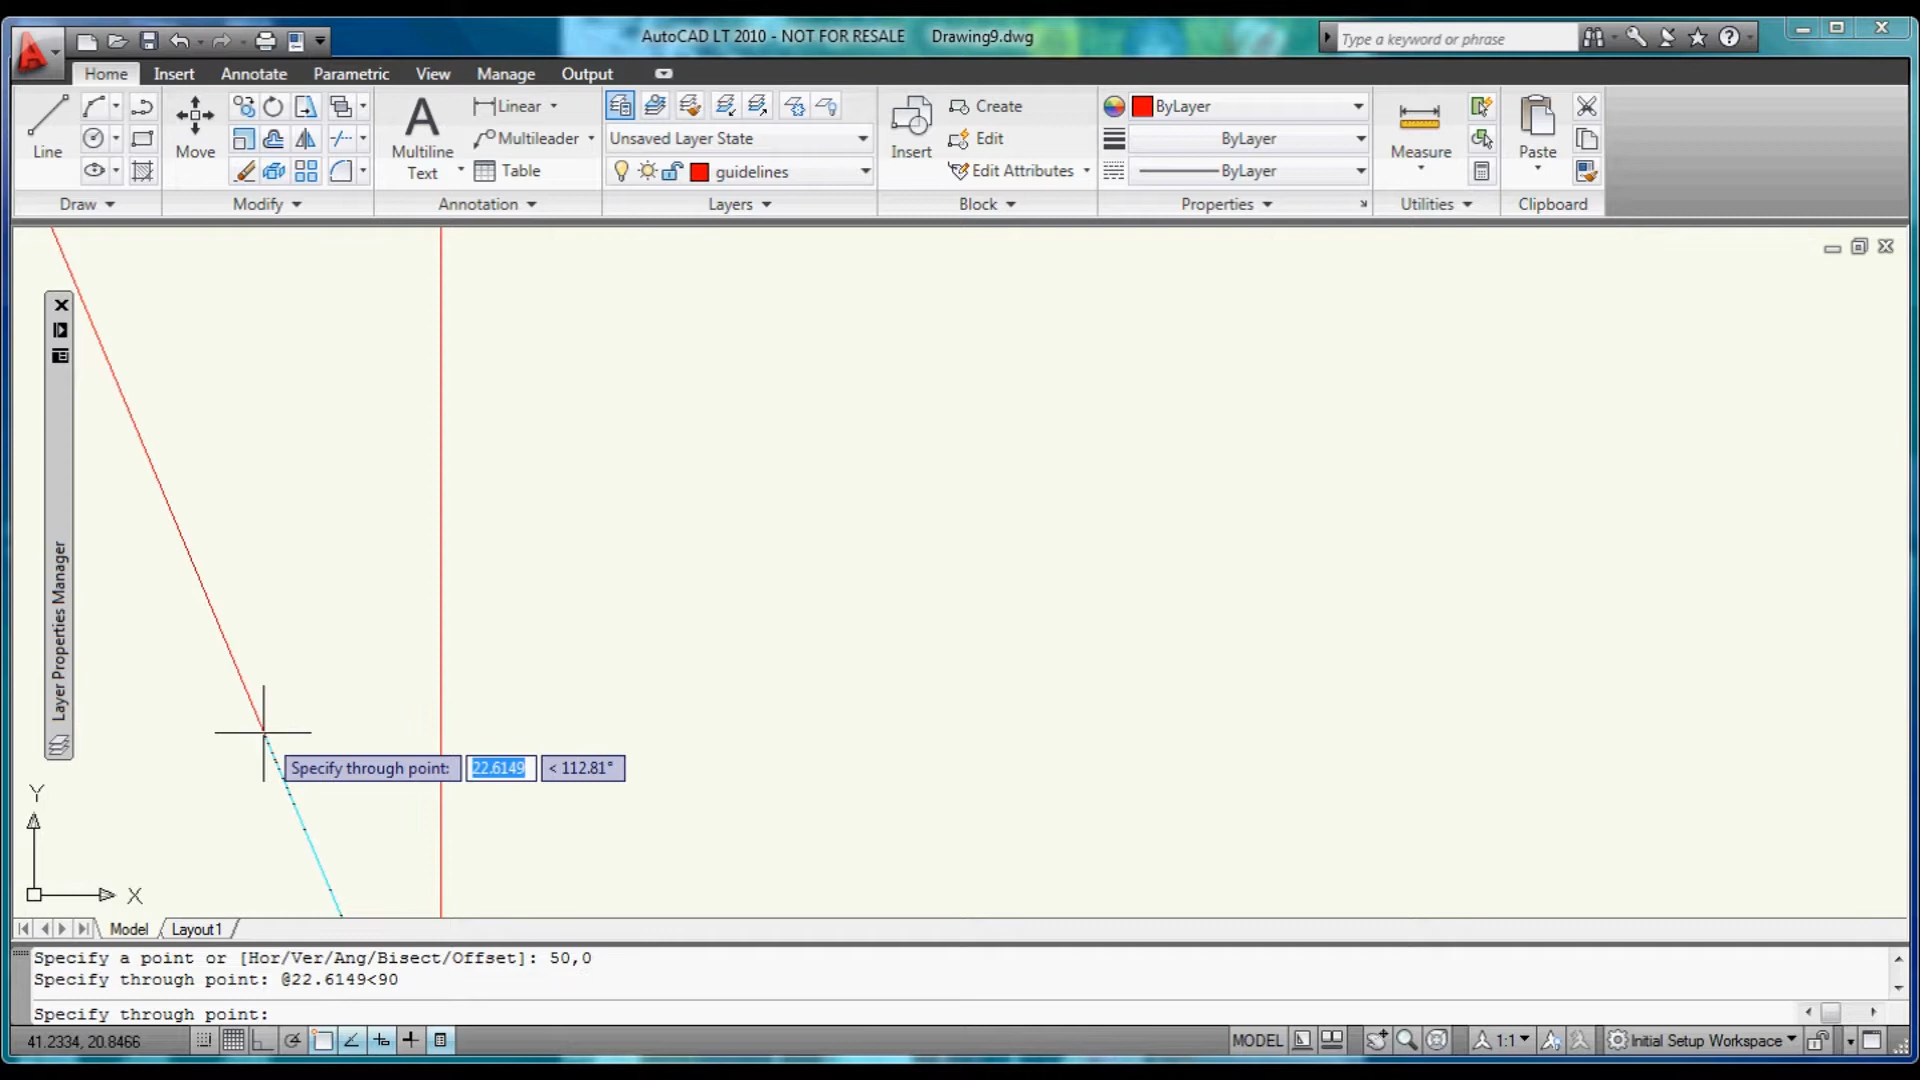 AutoCAD LT 2010 - NOT FOR RESALE Drawing9.dwg
Type a keyword or phrase
Home Insert Annotate Parametric View Manage Output
Line
Move
A
Multiline
Text
Linear
Multileader
Table
Unsaved Layer State
guidelines
Insert
Create
Edit
Edit Attributes
ByLayer
ByLayer
ByLayer
Measure
Paste
Draw Modify Annotation Layers Block Properties Utilities Clipboard
Layer Properties Manager
Specify through point: 22.6149 < 112.81°
Y
X
Model Layout1
Specify a point or [Hor/Ver/Ang/Bisect/Offset]: 50,0
Specify through point: @22.6149<90
Specify through point:
41.2334, 20.8466 MODEL 1:1 Initial Setup Workspace